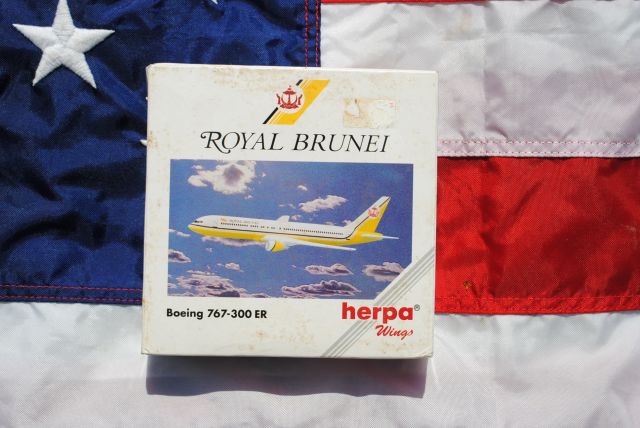 ROYAL BRUNEI
Boeing 767-300 ER
herpa®
Wings